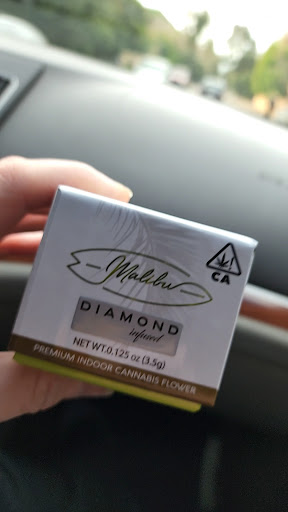 Malibu
CA
DIAMOND
infused
NET WT. 0.125 oz (3.5g)
PREMIUM INDOOR CANNABIS FLOWER